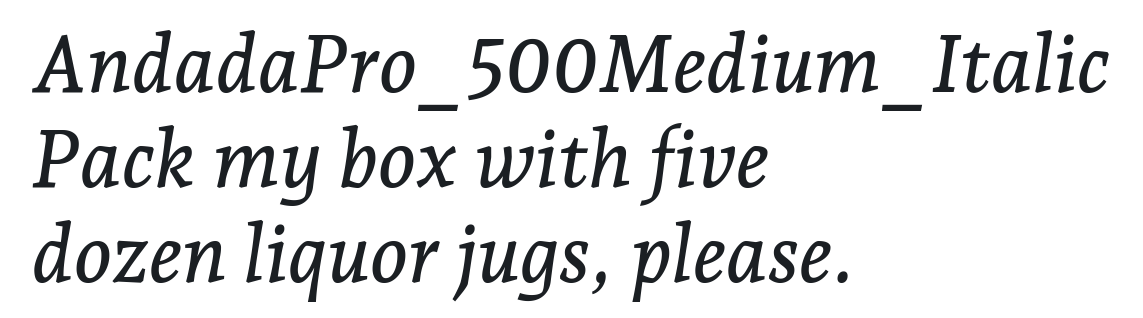 AndadaPro_500Medium_Italic
Pack my box with five
dozen liquor jugs, please.